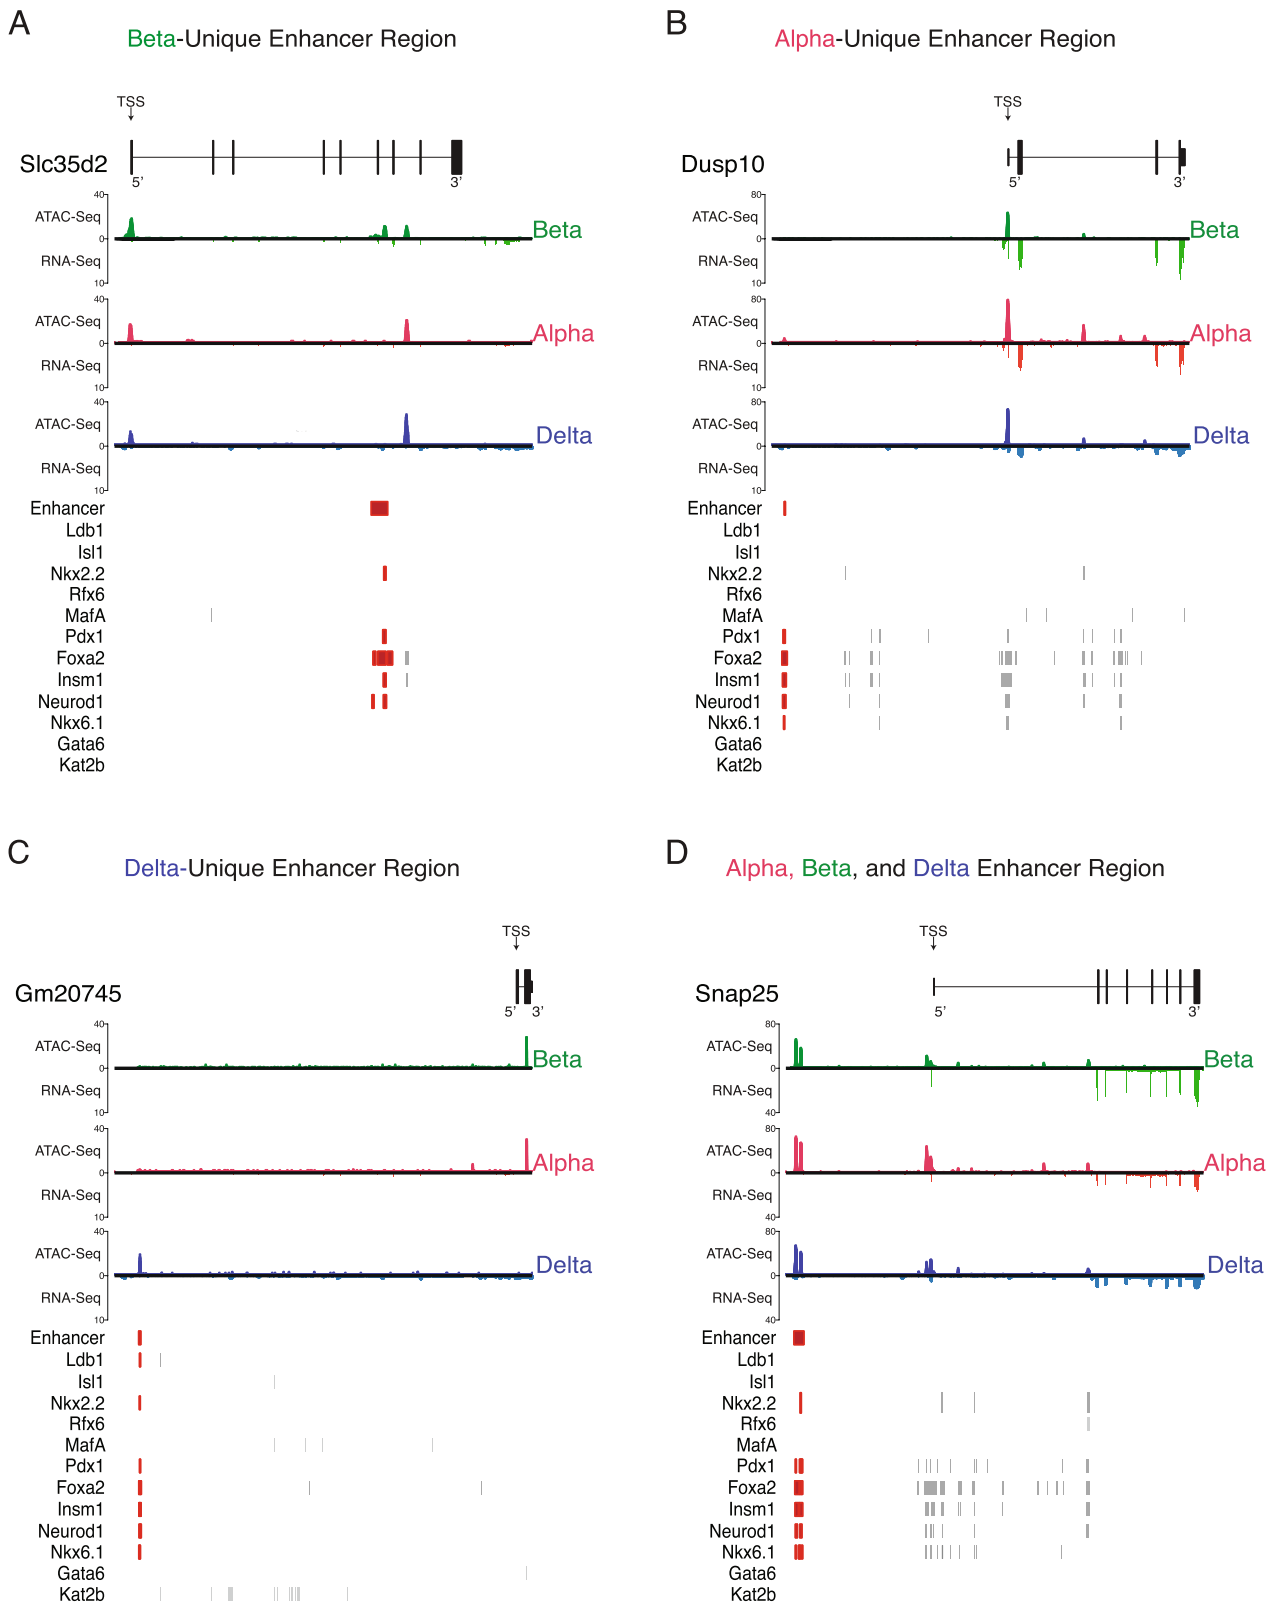 A
Beta-Unique Enhancer Region
TSS
Slc35d2
5’
3’
40
ATAC-Seq
0
Beta
RNA-Seq
10
40
ATAC-Seq
0
Alpha
RNA-Seq
10
40
ATAC-Seq
0
Delta
RNA-Seq
10
Enhancer
Ldb1
Isl1
Nkx2.2
Rfx6
MafA
Pdx1
Foxa2
Insm1
Neurod1
Nkx6.1
Gata6
Kat2b
B
Alpha-Unique Enhancer Region
TSS
Dusp10
5’
3’
80
ATAC-Seq
0
Beta
RNA-Seq
10
80
ATAC-Seq
0
Alpha
RNA-Seq
10
80
ATAC-Seq
0
Delta
RNA-Seq
10
Enhancer
Ldb1
Isl1
Nkx2.2
Rfx6
MafA
Pdx1
Foxa2
Insm1
Neurod1
Nkx6.1
Gata6
Kat2b
C
Delta-Unique Enhancer Region
TSS
Gm20745
5’
3’
40
ATAC-Seq
0
Beta
RNA-Seq
10
40
ATAC-Seq
0
Alpha
RNA-Seq
10
40
ATAC-Seq
0
Delta
RNA-Seq
10
Enhancer
Ldb1
Isl1
Nkx2.2
Rfx6
MafA
Pdx1
Foxa2
Insm1
Neurod1
Nkx6.1
Gata6
Kat2b
D
Alpha, Beta, and Delta Enhancer Region
TSS
Snap25
5’
3’
80
ATAC-Seq
0
Beta
RNA-Seq
40
80
ATAC-Seq
0
Alpha
RNA-Seq
40
80
ATAC-Seq
0
Delta
RNA-Seq
40
Enhancer
Ldb1
Isl1
Nkx2.2
Rfx6
MafA
Pdx1
Foxa2
Insm1
Neurod1
Nkx6.1
Gata6
Kat2b